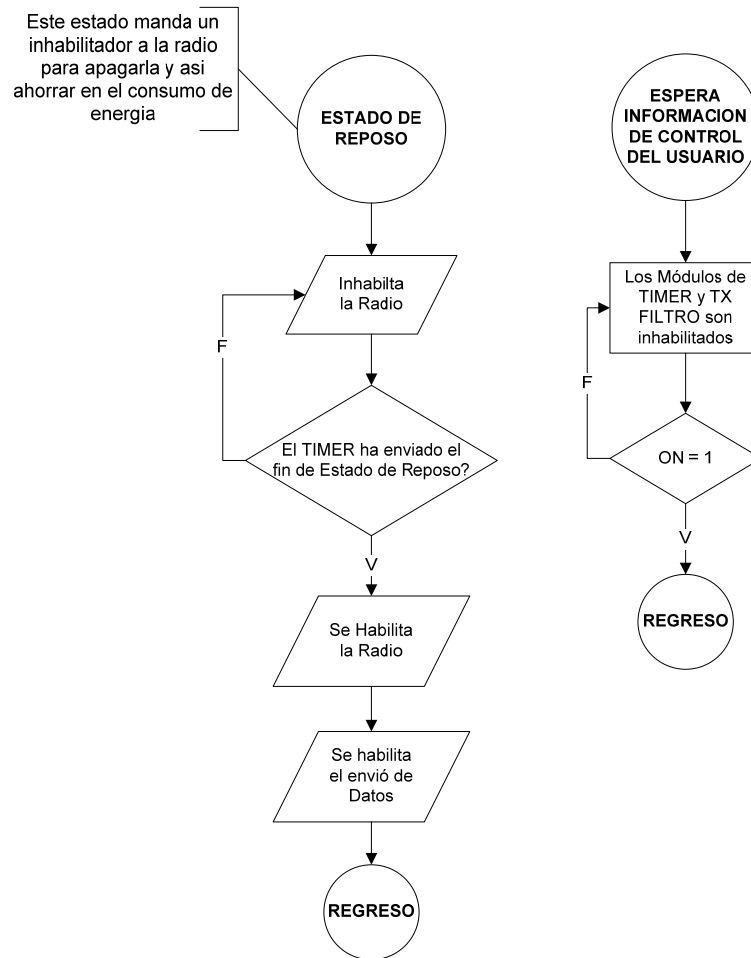 Este estado manda un
inhabilitador a la radio
para apagarla y asi
ahorrar en el consumo de
energia
ESTADO DE
REPOSO
Inhabilta
la Radio
F
El TIMER ha enviado el
fin de Estado de Reposo?
V
Se Habilita
la Radio
Se habilita
el envió de
Datos
REGRESO
ESPERA
INFORMACION
DE CONTROL
DEL USUARIO
Los Módulos de
TIMER y TX
FILTRO son
inhabilitados
F
ON = 1
V
REGRESO